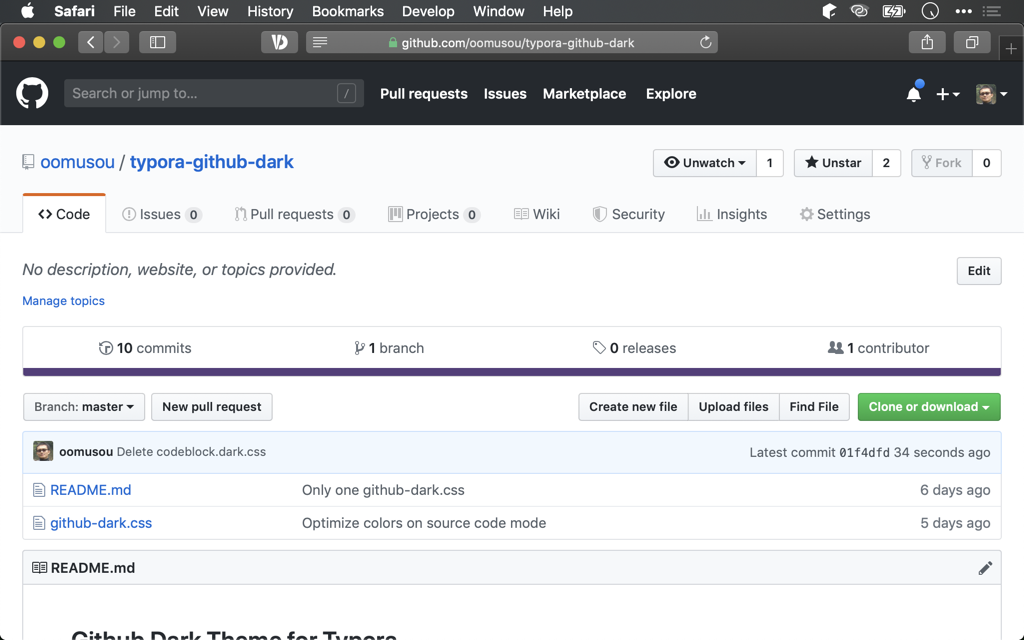 Safari File Edit View History Bookmarks Develop Window Help
github.com/oomusou/typora-github-dark
Search or jump to... / Pull requests Issues Marketplace Explore
oomusou / typora-github-dark Unwatch 1 Unstar 2 Fork 0
Code Issues 0 Pull requests 0 Projects 0 Wiki Security Insights Settings
No description, website, or topics provided. Edit
Manage topics
10 commits 1 branch 0 releases 1 contributor
Branch: master New pull request Create new file Upload files Find File Clone or download
oomusou Delete codeblock.dark.css Latest commit 01f4dfd 34 seconds ago
README.md Only one github-dark.css 6 days ago
github-dark.css Optimize colors on source code mode 5 days ago
README.md
Github Dark Theme for Typora